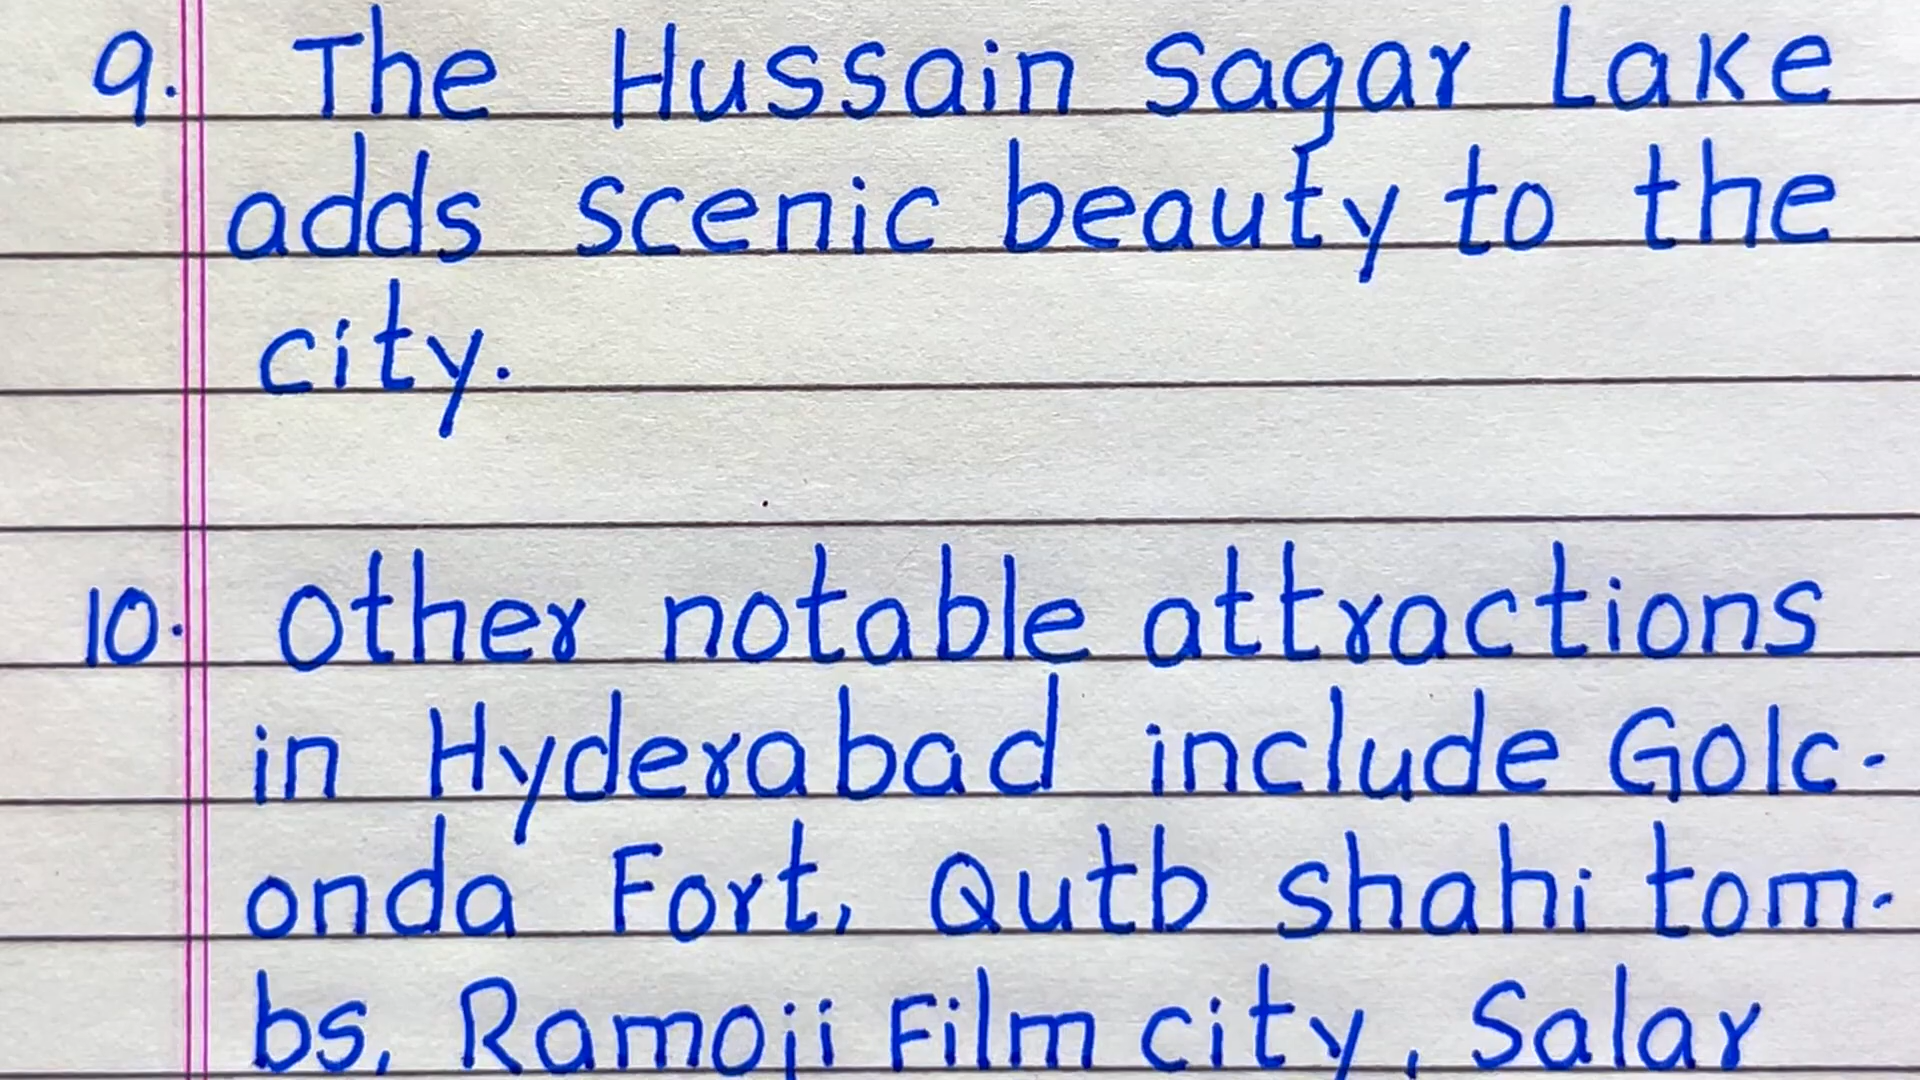 9. The Hussain Sagar Lake
adds scenic beauty to the
city.
10. Other notable attractions
in Hyderabad include Golc-
onda Fort, Qutb shahi tom-
bs, Ramoji Film city, Salar